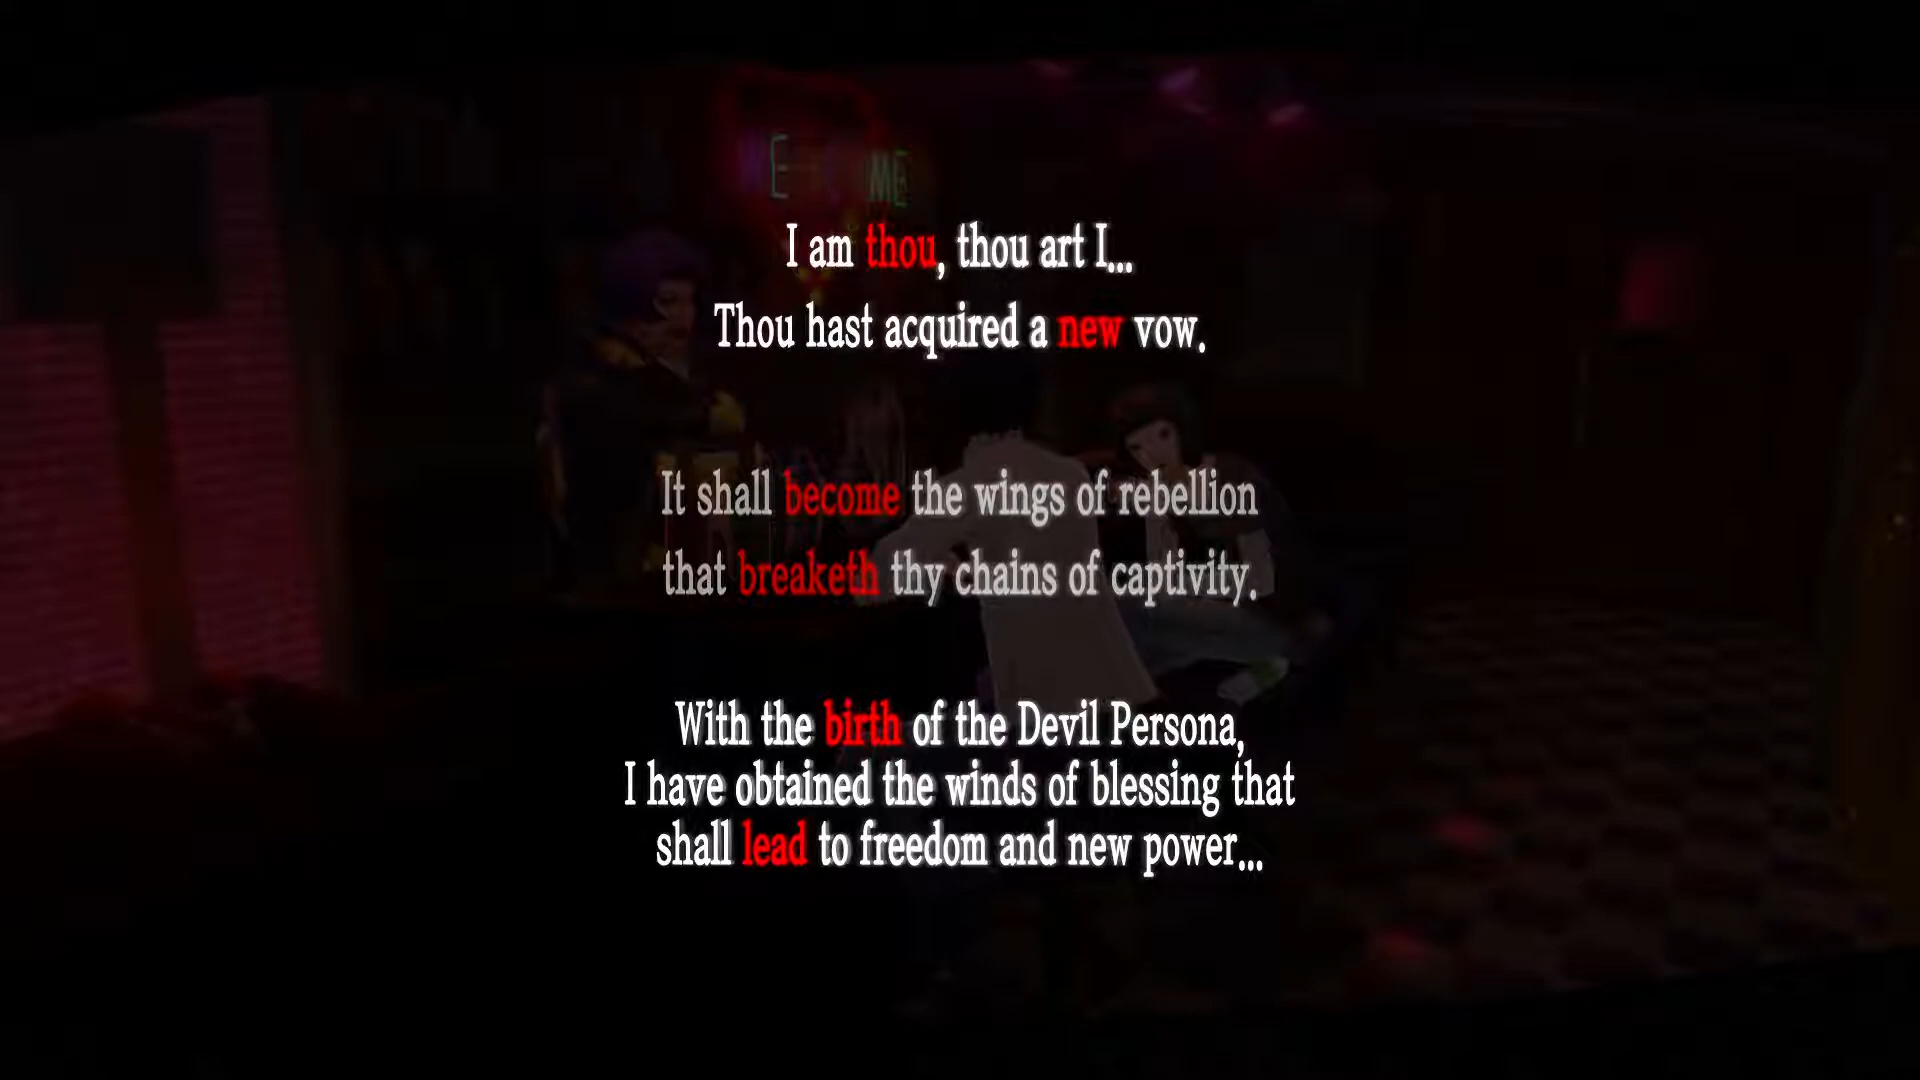 I am thou, thou art I...
Thou hast acquired a new vow.
It shall become the wings of rebellion
that breaketh thy chains of captivity.
With the birth of the Devil Persona,
I have obtained the winds of blessing that
shall lead to freedom and new power...